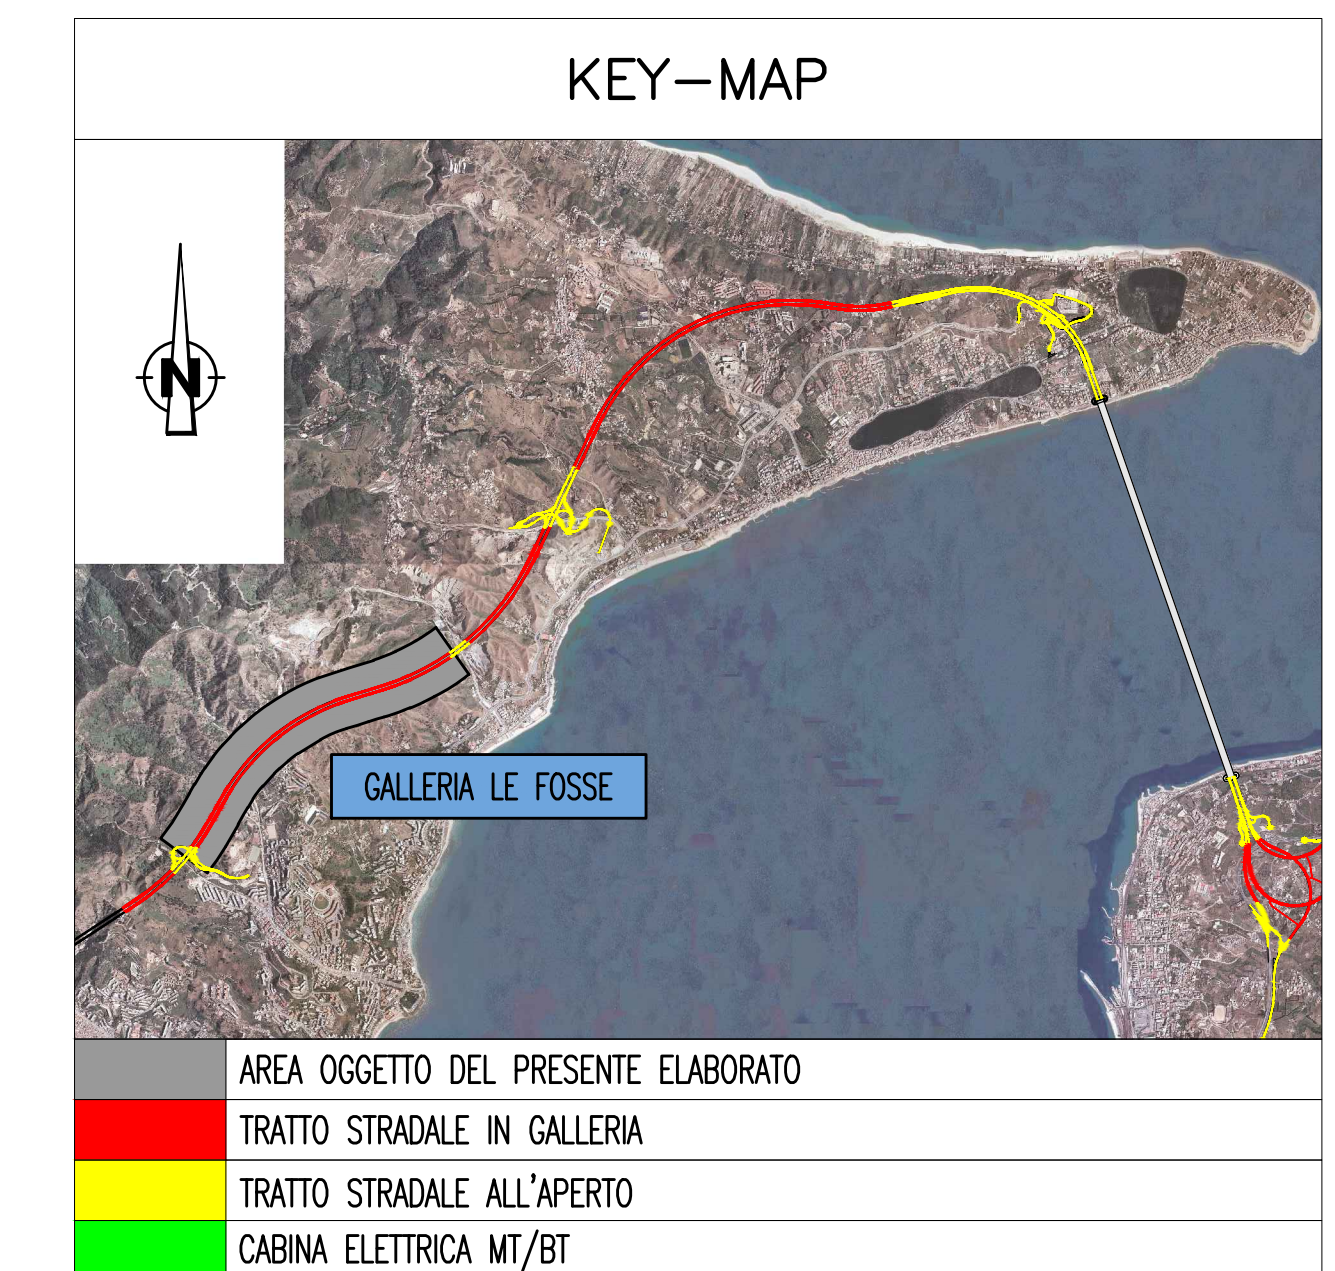 KEY-MAP
N
GALLERIA LE FOSSE
AREA OGGETTO DEL PRESENTE ELABORATO
TRATTO STRADALE IN GALLERIA
TRATTO STRADALE ALL'APERTO
CABINA ELETTRICA MT/BT